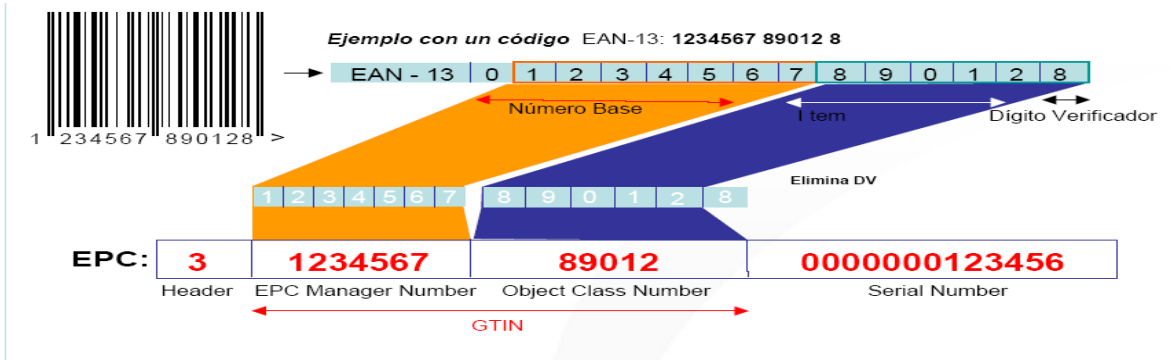 Ejemplo con un código EAN-13: 1234567 89012 8
EAN - 13 0 1 2 3 4 5 6 7 8 9 0 1 2 8
Número Base I tem Dígito Verificador
1 234567 890128 >
Elimina DV
1 2 3 4 5 6 7 8 9 0 1 2 8
EPC: 3 1234567 89012 0000000123456
Header EPC Manager Number Object Class Number Serial Number
GTIN